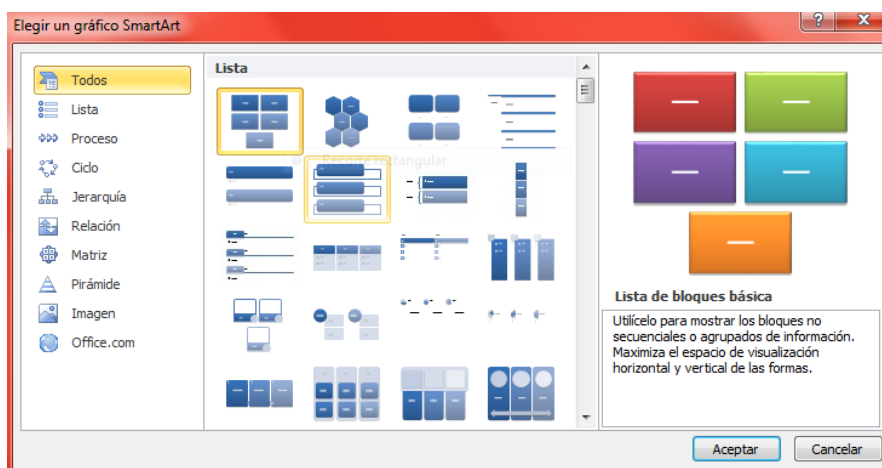 Elegir un gráfico SmartArt
Todos
Lista
Proceso
Ciclo
Jerarquía
Relación
Matriz
Pirámide
Imagen
Office.com
Lista
Recorte rectangular
Lista de bloques básica
Utilícelo para mostrar los bloques no
secuenciales o agrupados de información.
Maximiza el espacio de visualización
horizontal y vertical de las formas.
Aceptar
Cancelar